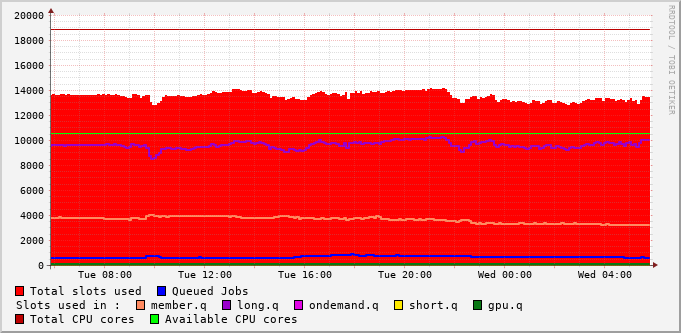 RRDTOOL / TOBI OETIKER
20000
18000
16000
14000
12000
10000
8000
6000
4000
2000
0
Tue 08:00 Tue 12:00 Tue 16:00 Tue 20:00 Wed 00:00 Wed 04:00
Total slots used Queued Jobs
Slots used in : member.q long.q ondemand.q short.q gpu.q
Total CPU cores Available CPU cores